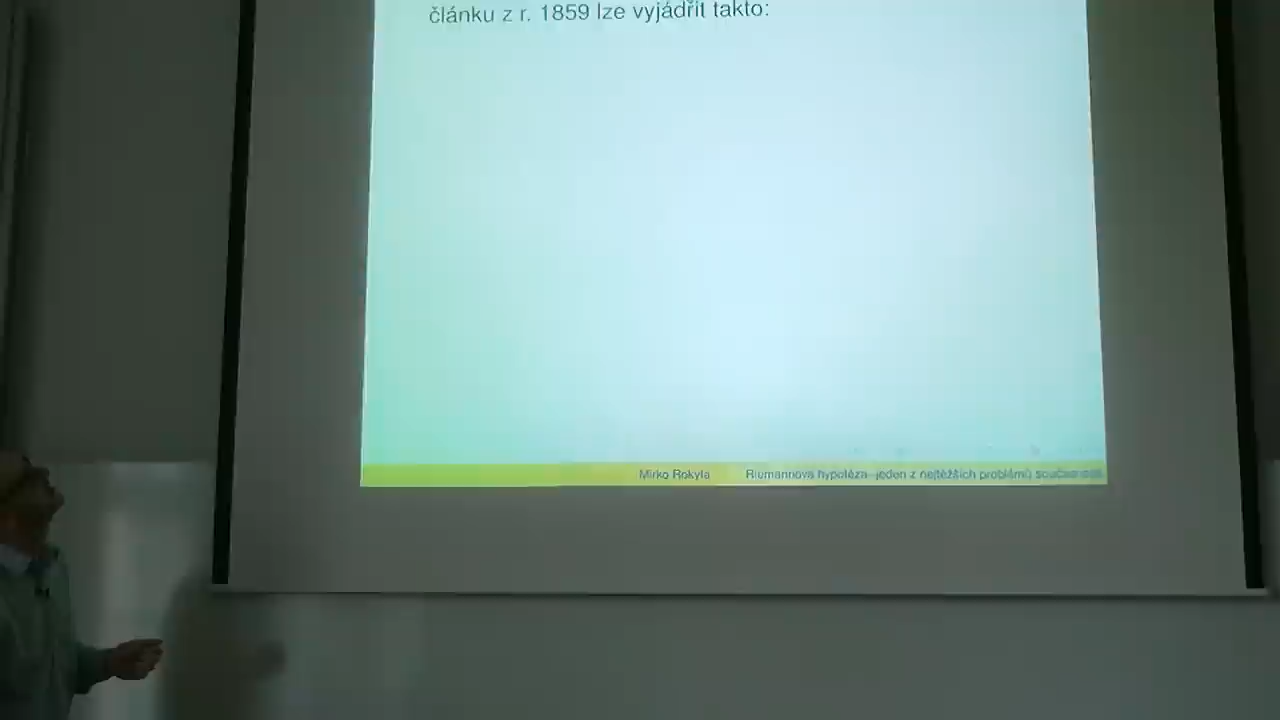 článku z r. 1859 lze vyjádřit takto:
Mirko Rokyta Riemannova hypotéza–jeden z nejtěžších problémů současnosti